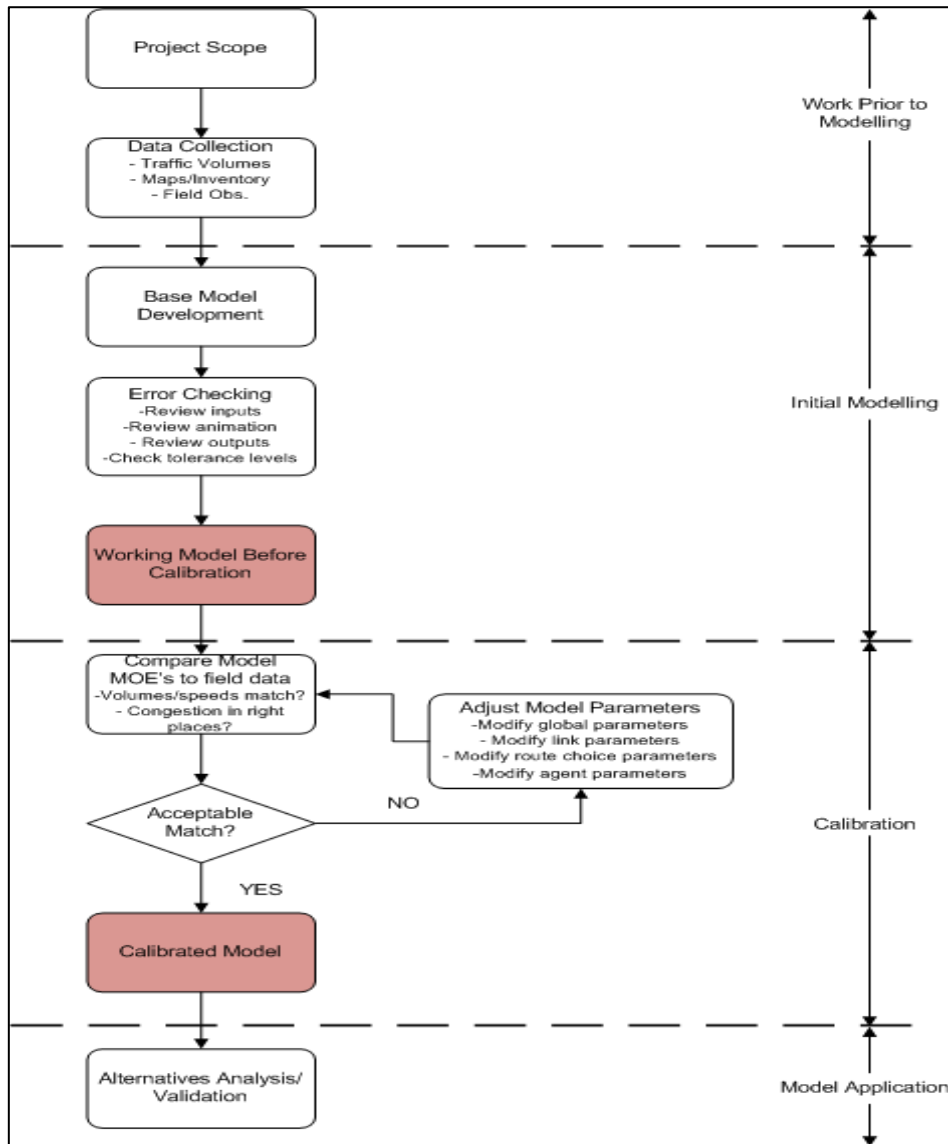 Project Scope
Work Prior to
Modelling
Data Collection
- Traffic Volumes
- Maps/Inventory
- Field Obs.
Base Model
Development
Error Checking
-Review inputs
-Review animation
- Review outputs
-Check tolerance levels
Initial Modelling
Working Model Before
Calibration
Compare Model
MOE's to field data
-Volumes/speeds match?
- Congestion in right
places?
Adjust Model Parameters
-Modify global parameters
- Modify link parameters
- Modify route choice parameters
-Modify agent parameters
Acceptable
Match?
NO
YES
Calibration
Calibrated Model
Alternatives Analysis/
Validation
Model Application